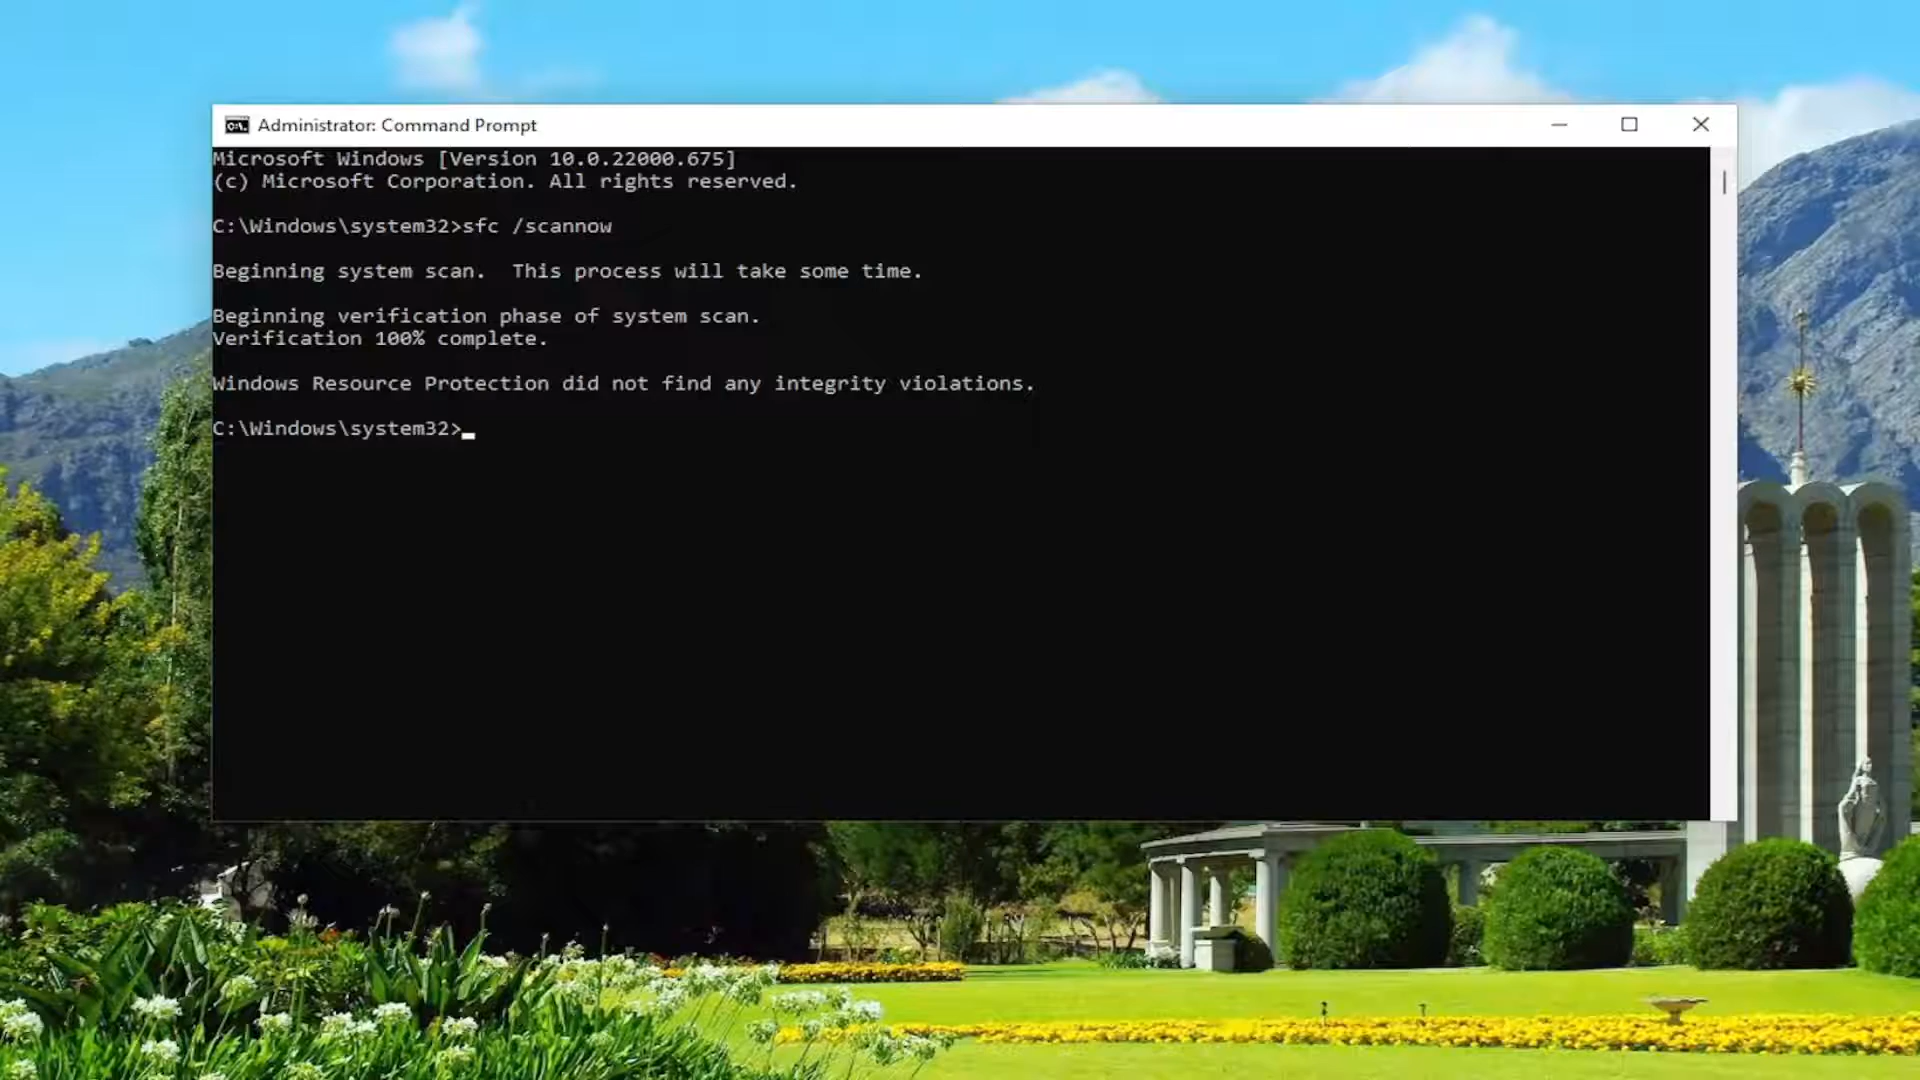 Administrator: Command Prompt
Microsoft Windows [Version 10.0.22000.675]
(c) Microsoft Corporation. All rights reserved.
C:\Windows\system32>sfc /scannow
Beginning system scan.  This process will take some time.
Beginning verification phase of system scan.
Verification 100% complete.
Windows Resource Protection did not find any integrity violations.
C:\Windows\system32>